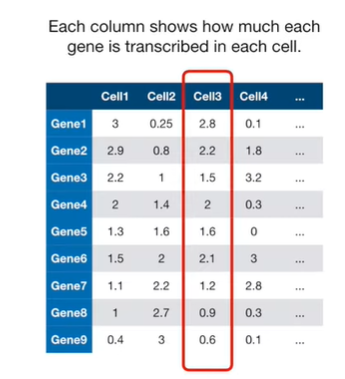 Each column shows how much each
gene is transcribed in each cell.
Cell1 Cell2 Cell3 Cell4 ...
Gene1 3 0.25 2.8 0.1 ...
Gene2 2.9 0.8 2.2 1.8 ...
Gene3 2.2 1 1.5 3.2 ...
Gene4 2 1.4 2 0.3 ...
Gene5 1.3 1.6 1.6 0 ...
Gene6 1.5 2 2.1 3 ...
Gene7 1.1 2.2 1.2 2.8 ...
Gene8 1 2.7 0.9 0.3 ...
Gene9 0.4 3 0.6 0.1 ...